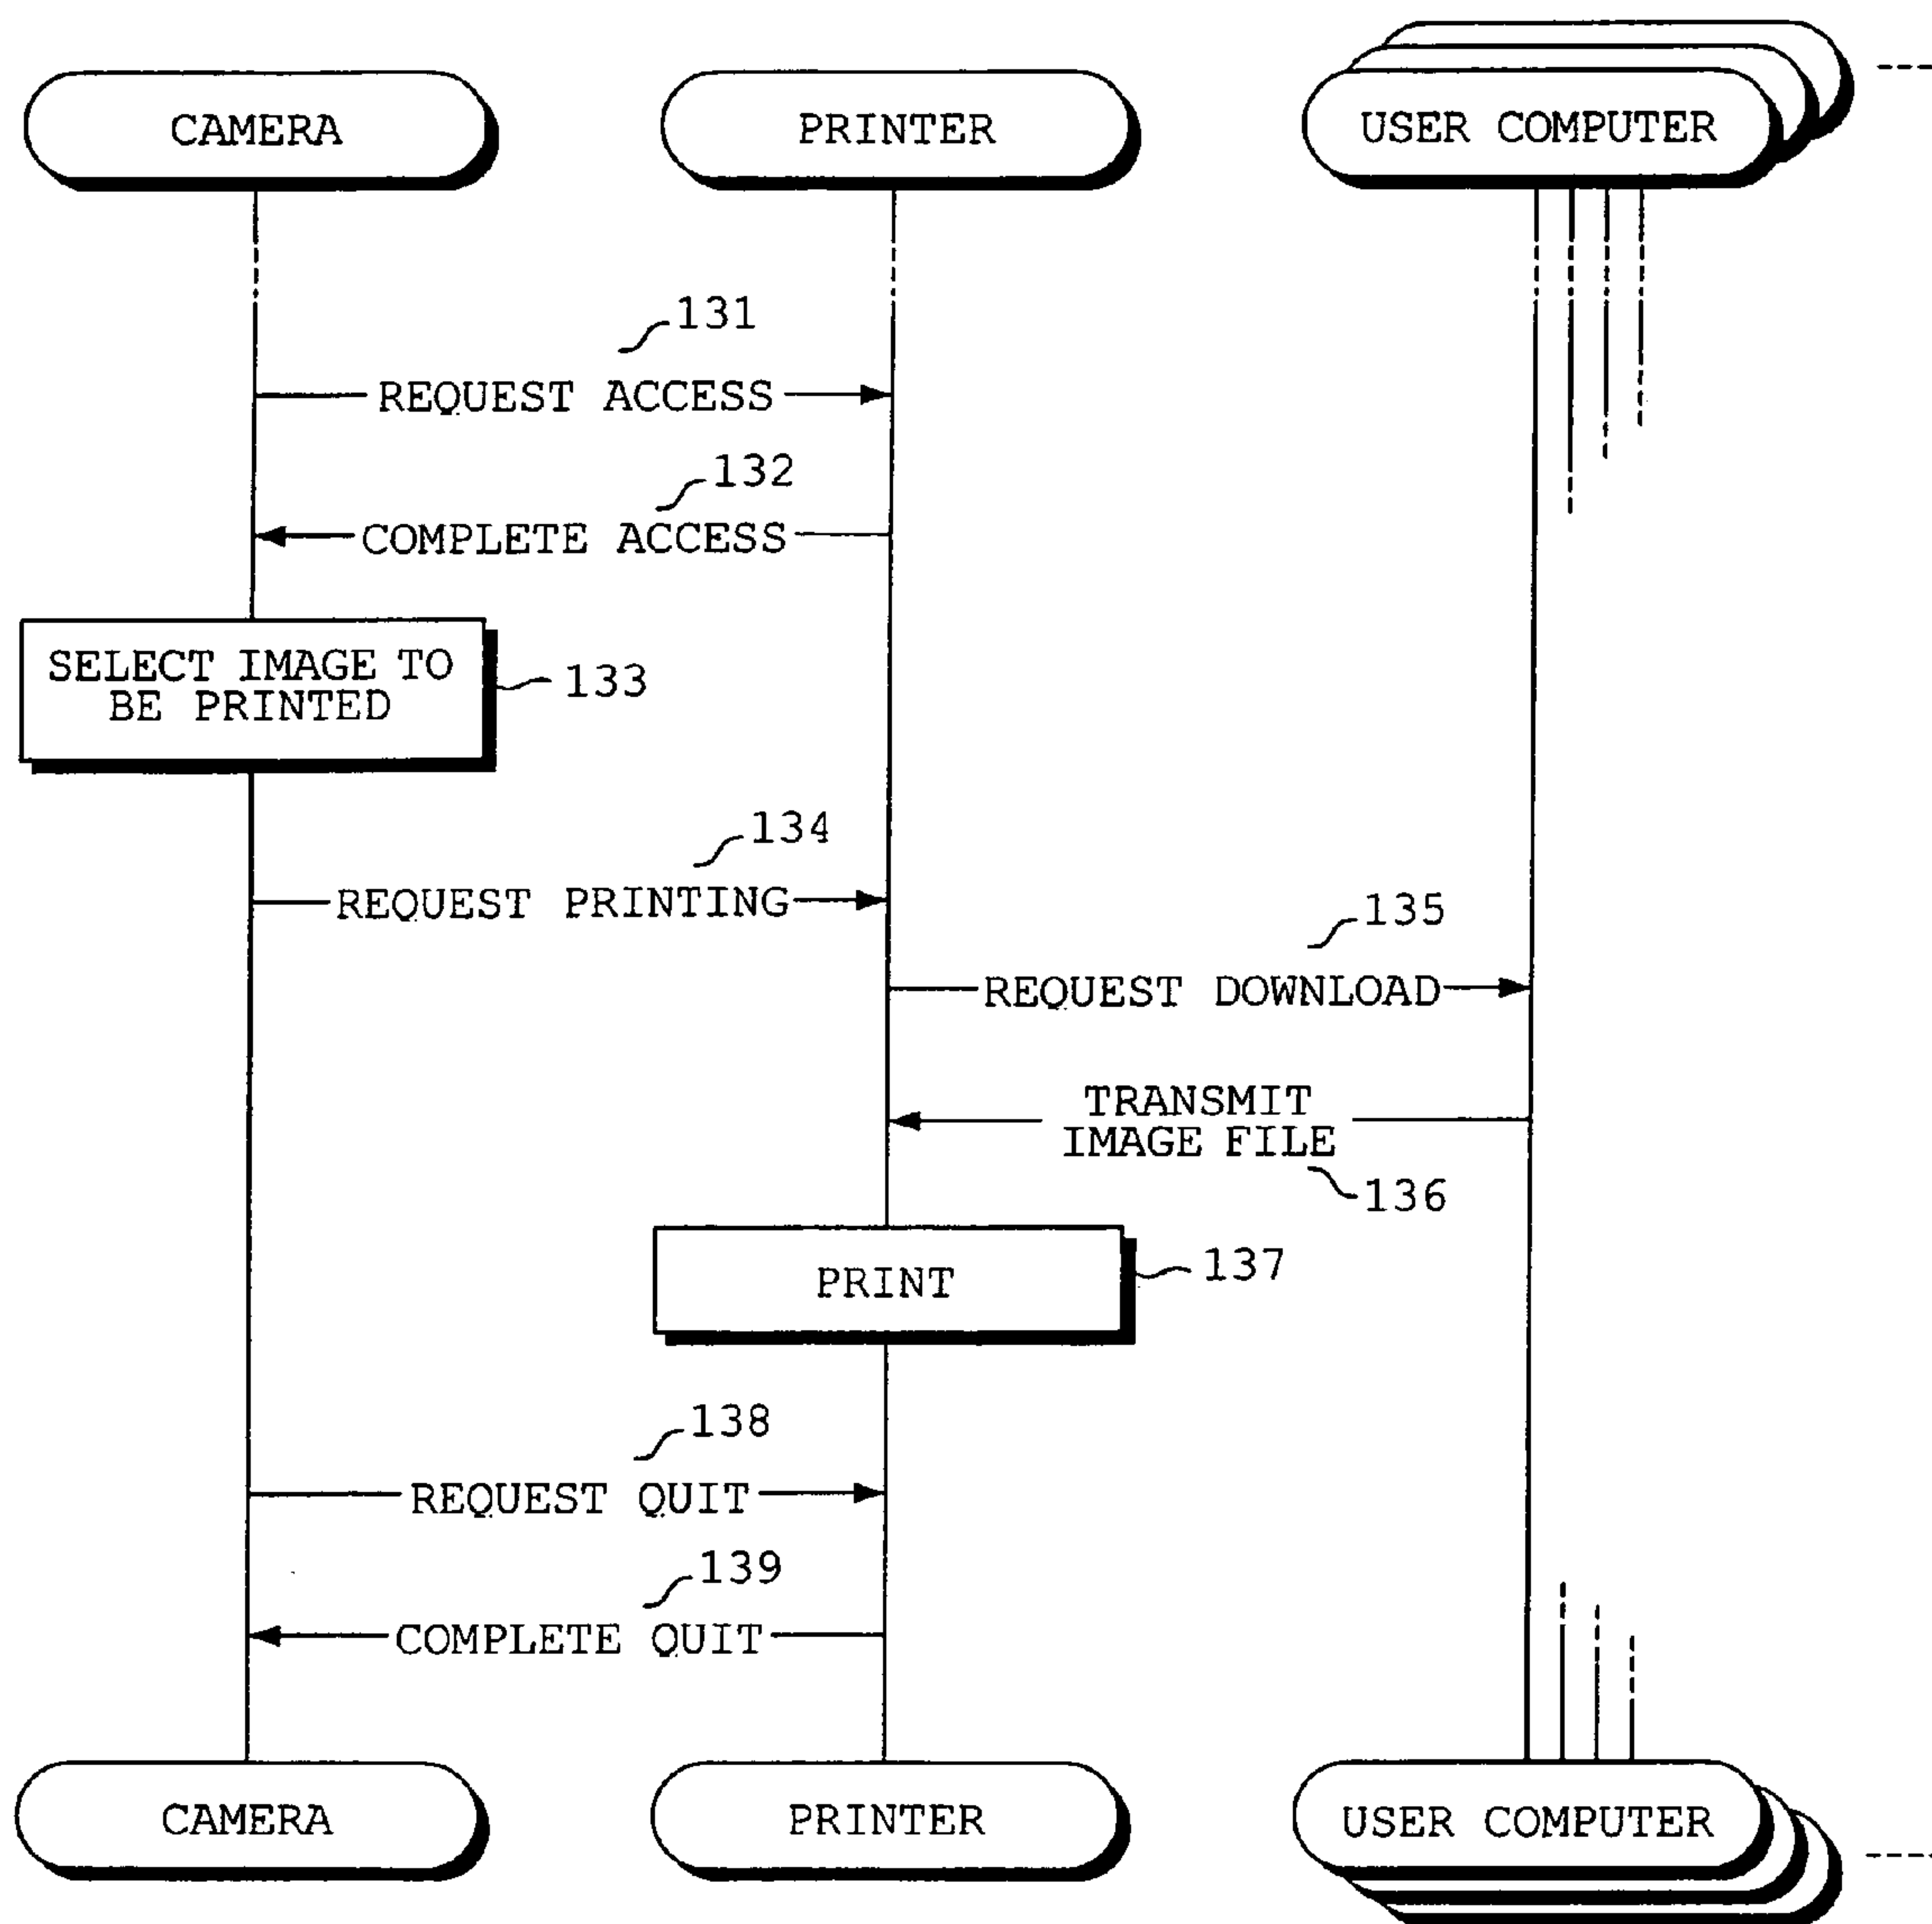 CAMERA
PRINTER
USER COMPUTER
131
REQUEST ACCESS
132
COMPLETE ACCESS
SELECT IMAGE TO
BE PRINTED
133
134
REQUEST PRINTING
135
REQUEST DOWNLOAD
TRANSMIT
IMAGE FILE
136
PRINT
137
138
REQUEST QUIT
139
COMPLETE QUIT
CAMERA
PRINTER
USER COMPUTER